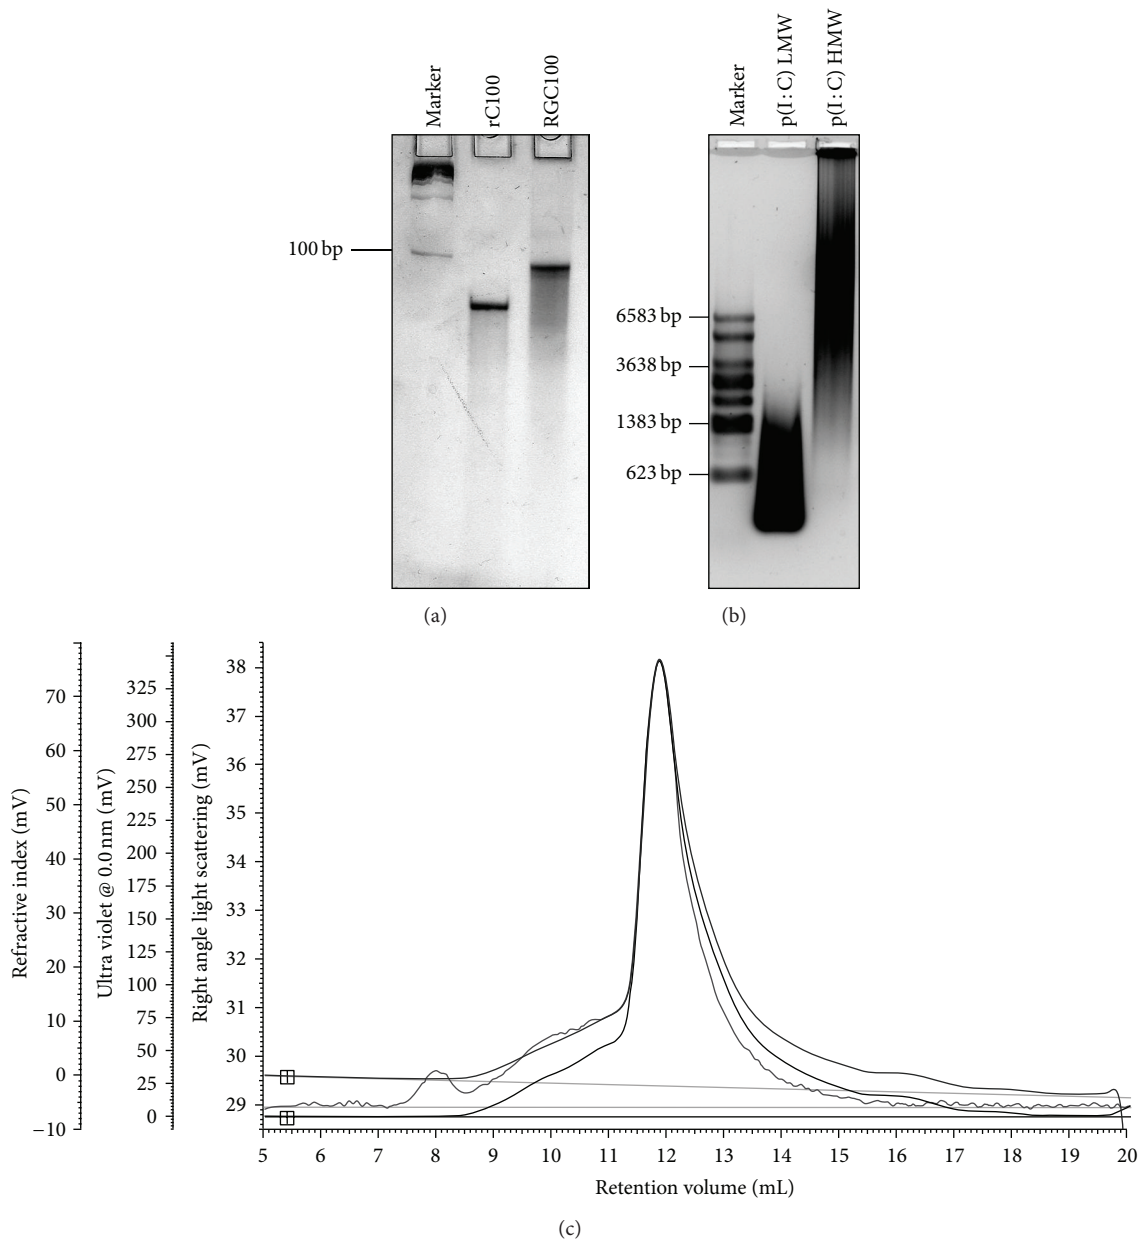 Marker
rC100
RGC100
100 bp
(a)
Marker
p(I : C) LMW
p(I : C) HMW
6583 bp
3638 bp
1383 bp
623 bp
(b)
Refractive index (mV)
70
60
50
40
30
20
10
0
−10
Ultra violet @ 0.0 nm (mV)
325
300
275
250
225
200
175
150
125
100
75
50
25
0
Right angle light scattering (mV)
38
37
36
35
34
33
32
31
30
29
5 6 7 8 9 10 11 12 13 14 15 16 17 18 19 20
Retention volume (mL)
(c)